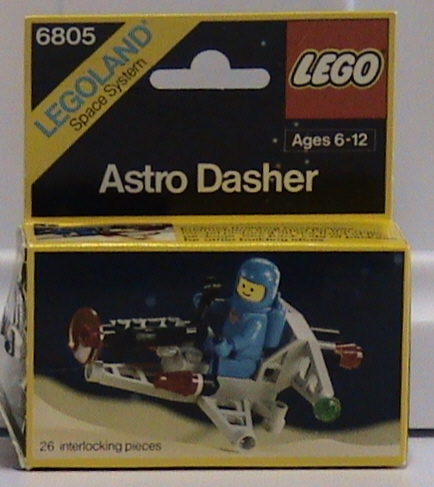 6805
LEGOLAND®
Space System
LEGO
Ages 6-12
Astro Dasher
26 interlocking pieces